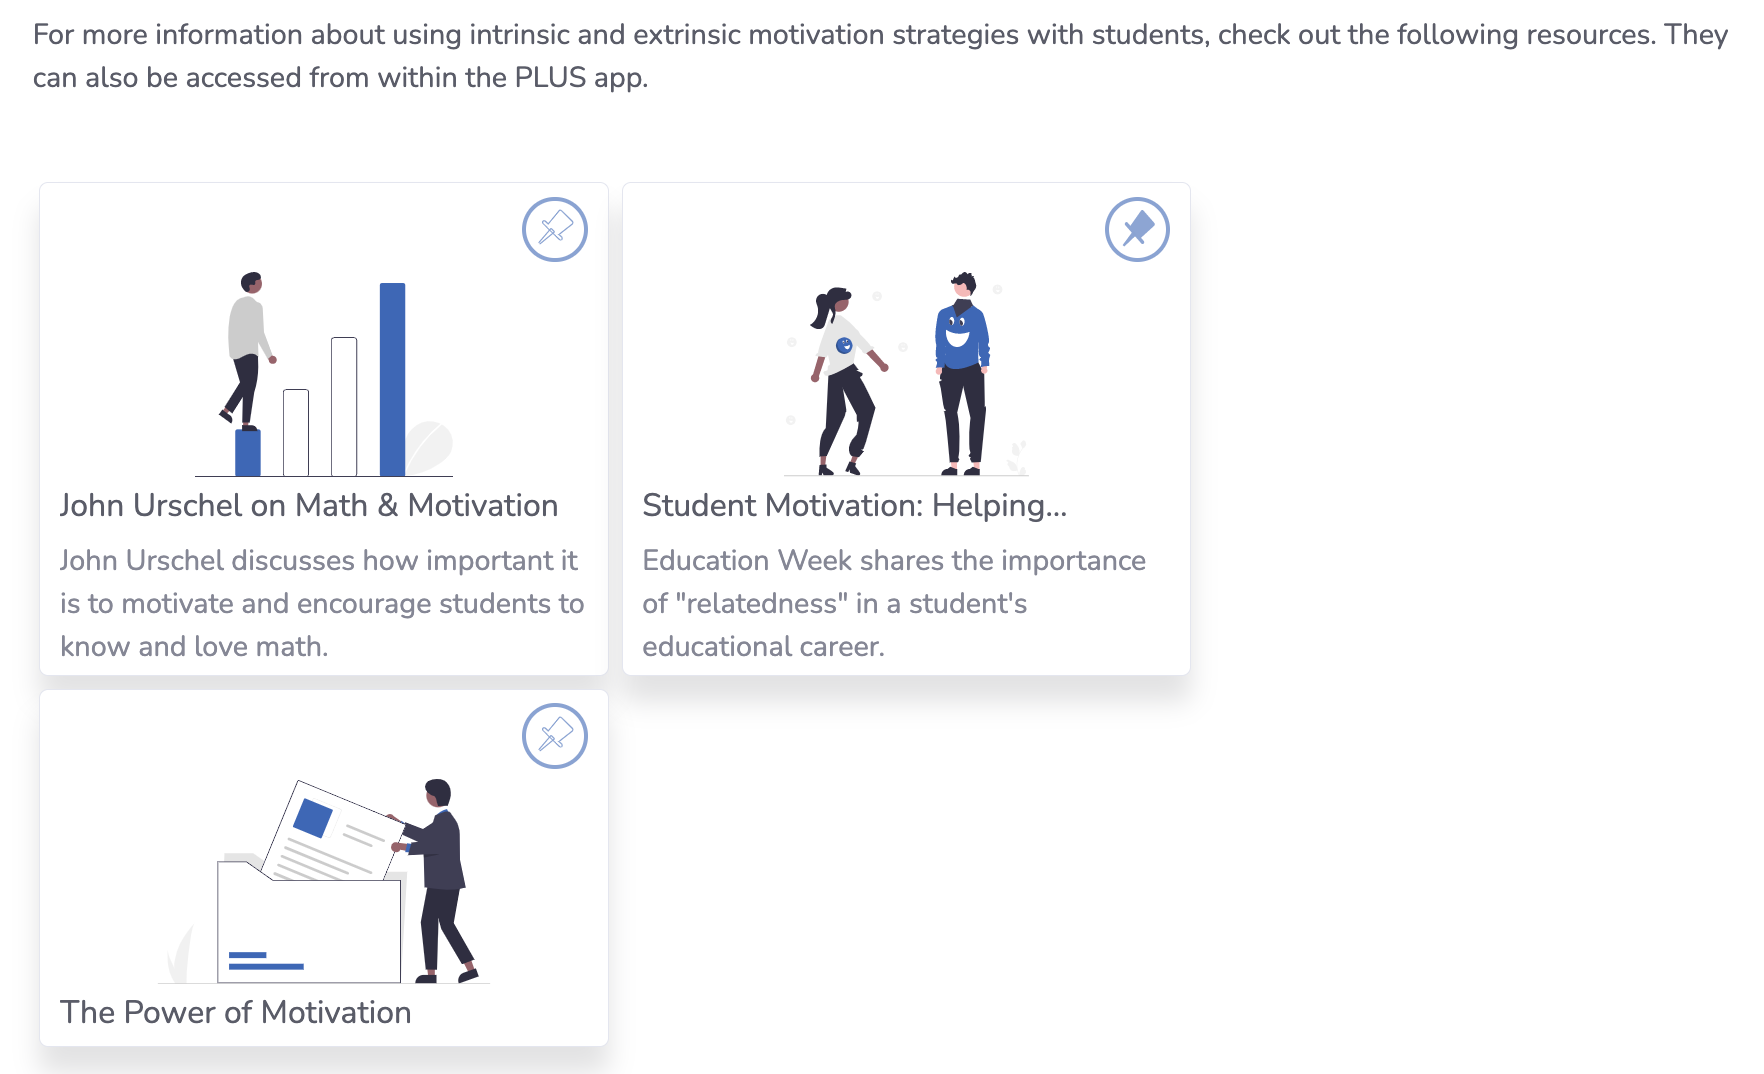 For more information about using intrinsic and extrinsic motivation strategies with students, check out the following resources. They
can also be accessed from within the PLUS app.
John Urschel on Math & Motivation
John Urschel discusses how important it
is to motivate and encourage students to
know and love math.
Student Motivation: Helping...
Education Week shares the importance
of "relatedness" in a student's
educational career.
The Power of Motivation